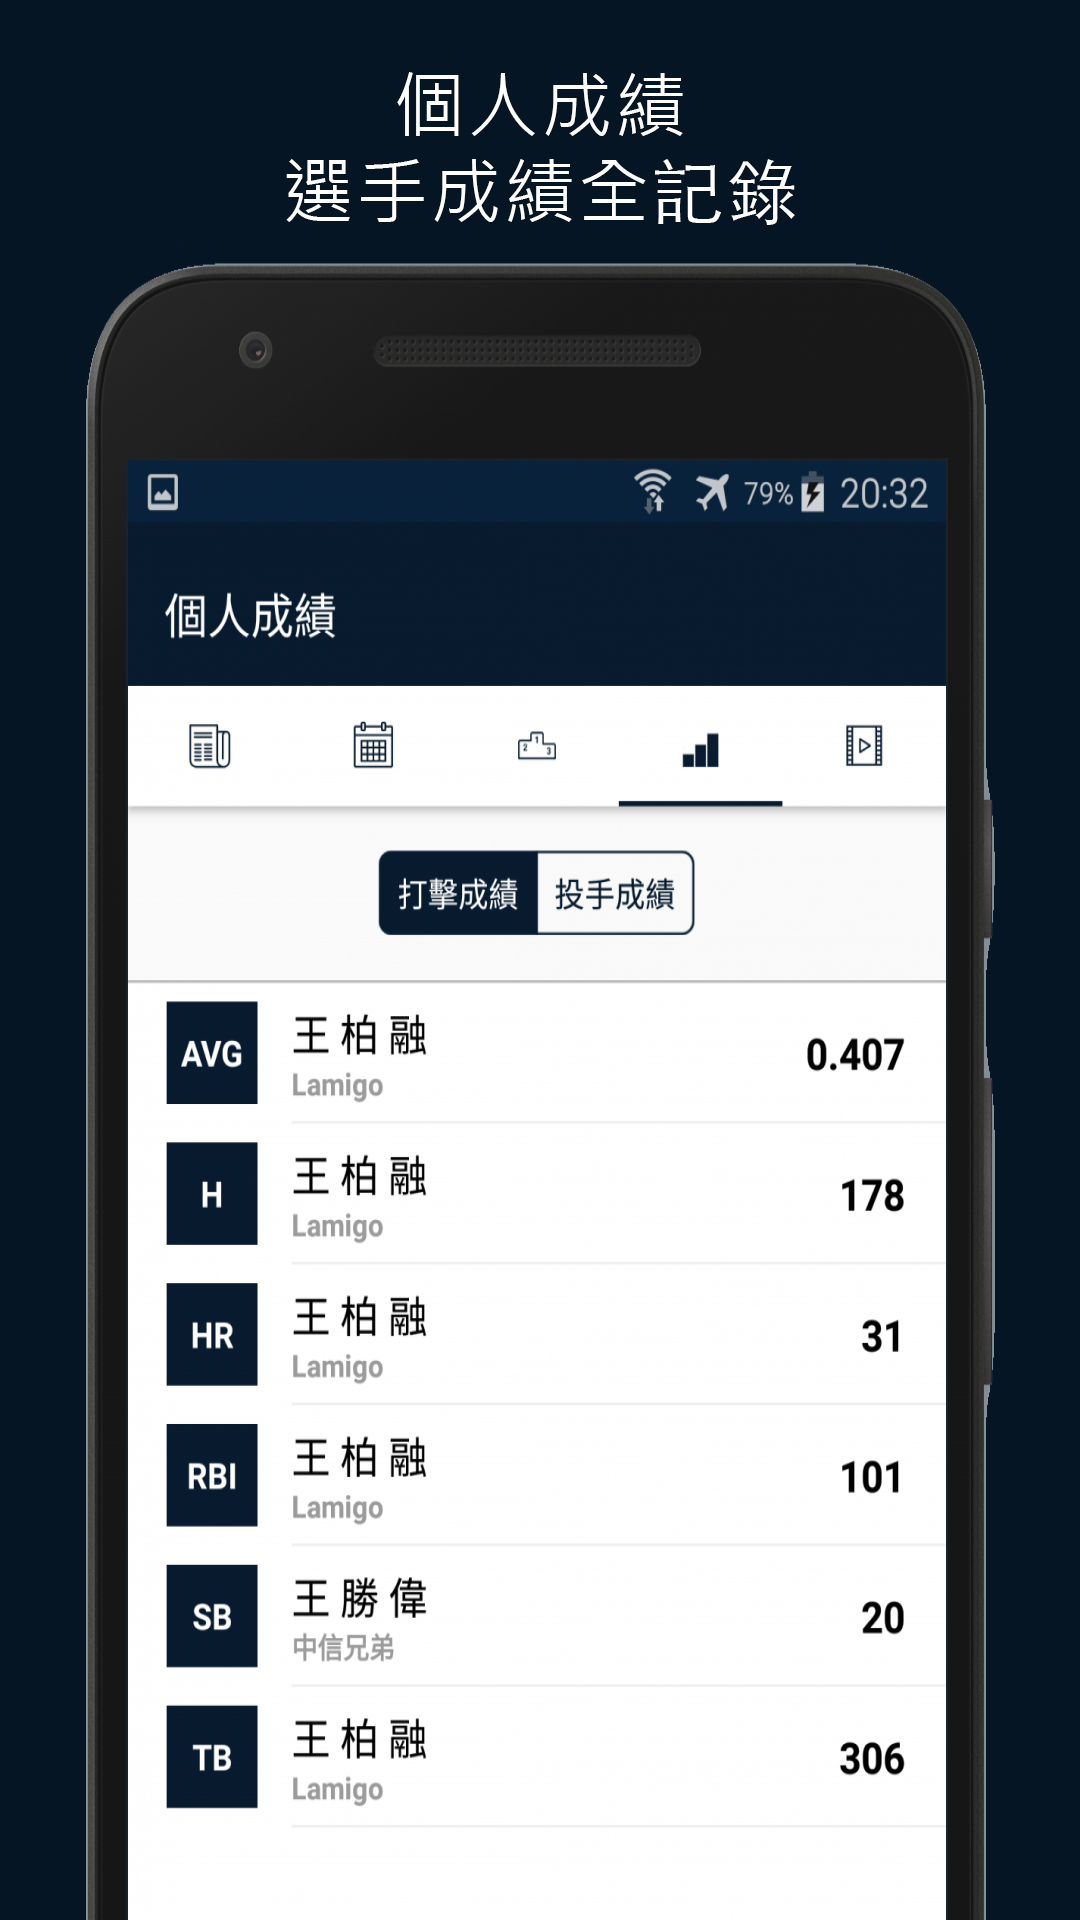 個人成績
選手成績全記錄
79% 20:32
個人成績
2 1 3
打擊成績 投手成績
AVG 王柏融 0.407
Lamigo
H 王柏融 178
Lamigo
HR 王柏融 31
Lamigo
RBI 王柏融 101
Lamigo
SB 王勝偉 20
中信兄弟
TB 王柏融 306
Lamigo